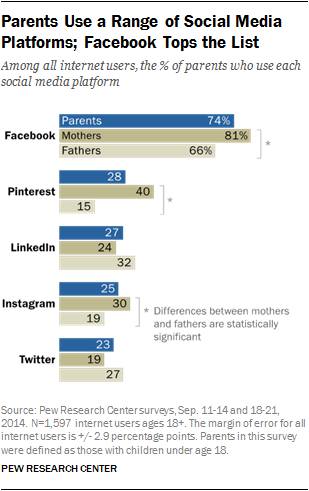 Parents Use a Range of Social Media
Platforms; Facebook Tops the List
Among all internet users, the % of parents who use each
social media platform
Facebook
Parents 74%
Mothers 81%
Fathers 66%
*
Pinterest
28
40
15
*
LinkedIn
27
24
32
Instagram
25
30
19
* Differences between mothers
and fathers are statistically
significant
Twitter
23
19
27
Source: Pew Research Center surveys, Sep. 11-14 and 18-21,
2014. N=1,597 internet users ages 18+. The margin of error for all
internet users is +/- 2.9 percentage points. Parents in this survey
were defined as those with children under age 18.
PEW RESEARCH CENTER